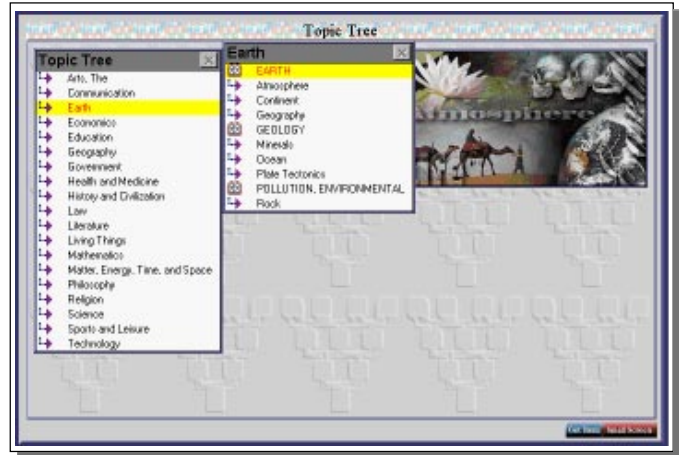 Topic Tree
Topic Tree
Arts, The
Communication
Earth
Economics
Education
Geography
Government
Health and Medicine
History and Civilization
Law
Literature
Living Things
Mathematics
Matter, Energy, Time, and Space
Philosophy
Religion
Science
Sports and Leisure
Technology
Earth
EARTH
Atmosphere
Continent
Geography
GEOLOGY
Minerals
Ocean
Plate Tectonics
POLLUTION, ENVIRONMENTAL
Rock